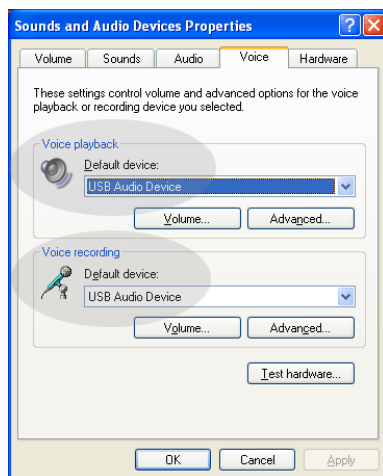 Sounds and Audio Devices Properties
Volume Sounds Audio Voice Hardware
These settings control volume and advanced options for the voice
playback or recording device you selected.
Voice playback
Default device:
USB Audio Device
Volume... Advanced...
Voice recording
Default device:
USB Audio Device
Volume... Advanced...
Test hardware...
OK Cancel Apply